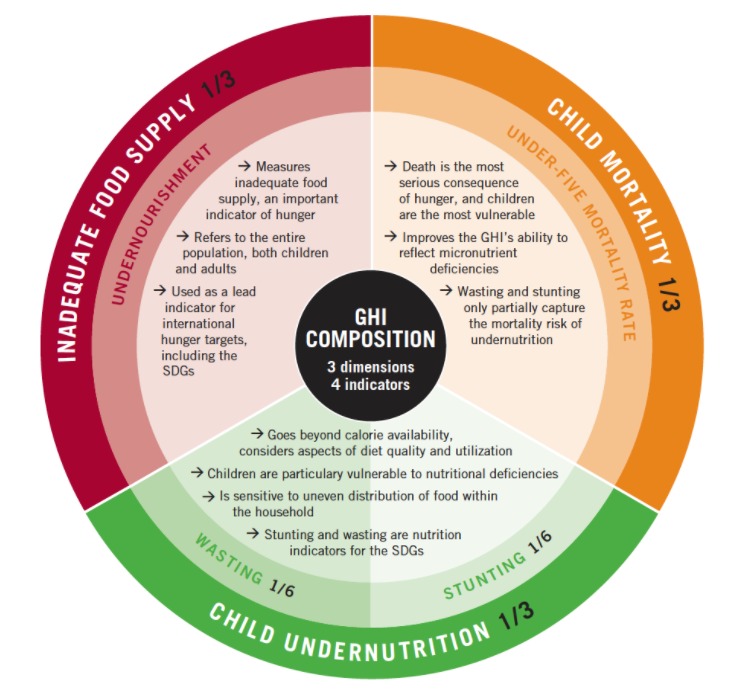 INADEQUATE FOOD SUPPLY 1/3
UNDERNOURISHMENT
→ Measures
inadequate food
supply, an important
indicator of hunger
→ Refers to the entire
population, both children
and adults
→ Used as a lead
indicator for
international
hunger targets,
including the
SDGs
CHILD MORTALITY 1/3
UNDER-FIVE MORTALITY RATE
→ Death is the most
serious consequence
of hunger, and children
are the most vulnerable
→ Improves the GHI's ability to
reflect micronutrient
deficiencies
→ Wasting and stunting
only partially capture
the mortality risk of
undernutrition
GHI
COMPOSITION
3 dimensions
4 indicators
→ Goes beyond calorie availability,
considers aspects of diet quality and utilization
→ Children are particulary vulnerable to nutritional deficiencies
→ Is sensitive to uneven distribution of food within
the household
→ Stunting and wasting are nutrition
indicators for the SDGs
WASTING 1/6
STUNTING 1/6
CHILD UNDERNUTRITION 1/3